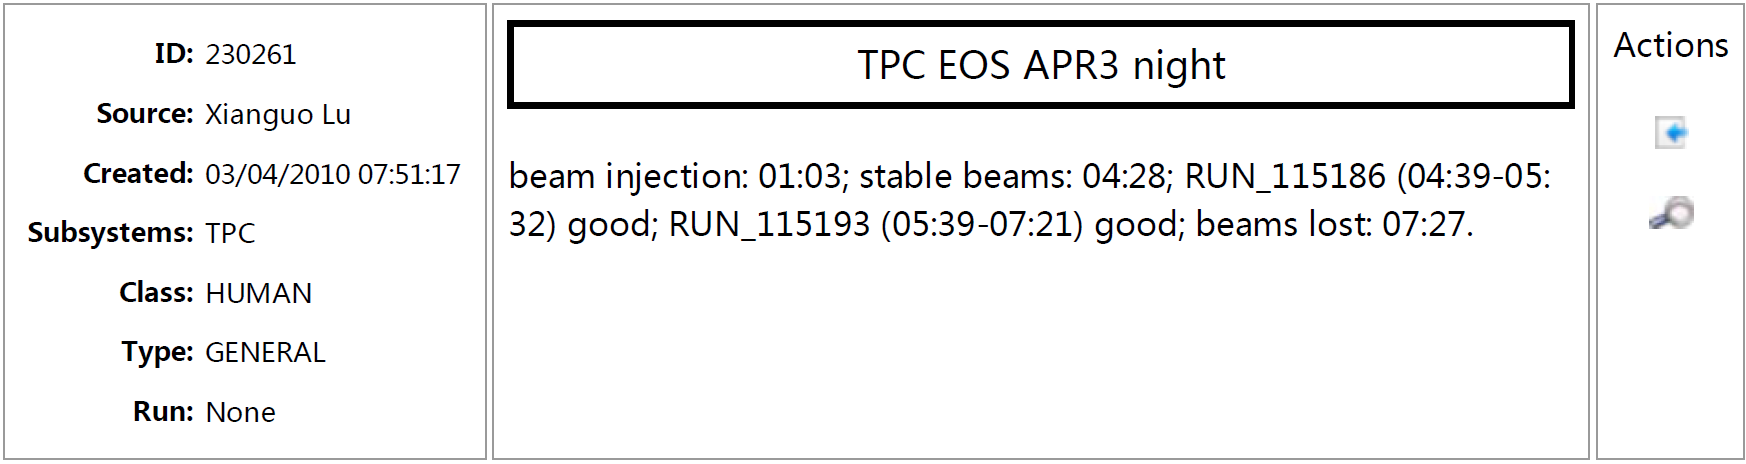 ID: 230261
Source: Xianguo Lu
Created: 03/04/2010 07:51:17
Subsystems: TPC
Class: HUMAN
Type: GENERAL
Run: None
TPC EOS APR3 night
beam injection: 01:03; stable beams: 04:28; RUN_115186 (04:39-05:
32) good; RUN_115193 (05:39-07:21) good; beams lost: 07:27.
Actions